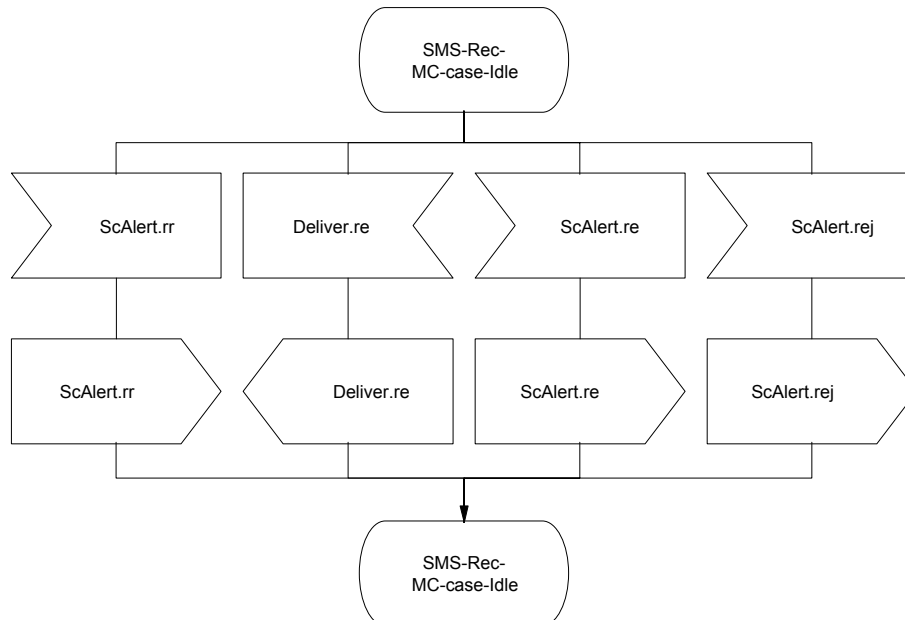 SMS-Rec-
MC-case-Idle
ScAlert.rr
Deliver.re
ScAlert.re
ScAlert.rej
ScAlert.rr
Deliver.re
ScAlert.re
ScAlert.rej
SMS-Rec-
MC-case-Idle